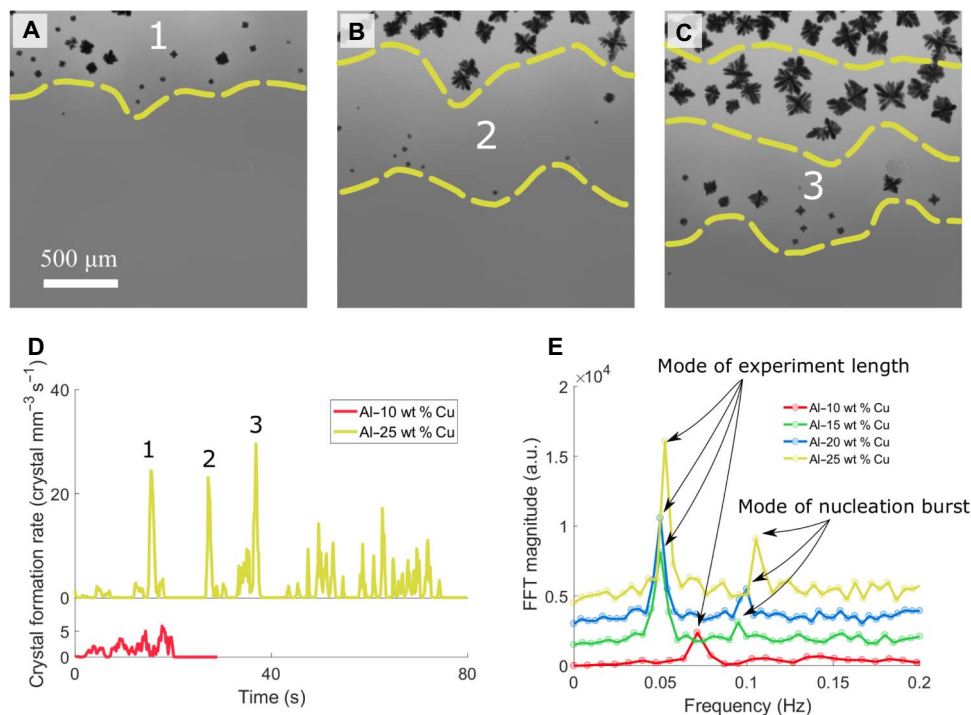 A
1
B
2
C
3
500 μm
D
Crystal formation rate (crystal mm⁻³ s⁻¹)
40
20
0
5
0
1
2
3
Al–10 wt % Cu
Al–25 wt % Cu
0
40
80
Time (s)
E
Mode of experiment length
×10⁴
2
1.5
1
0.5
0
FFT magnitude (a.u.)
Al–10 wt % Cu
Al–15 wt % Cu
Al–20 wt % Cu
Al–25 wt % Cu
Mode of nucleation burst
0
0.05
0.1
0.15
0.2
Frequency (Hz)